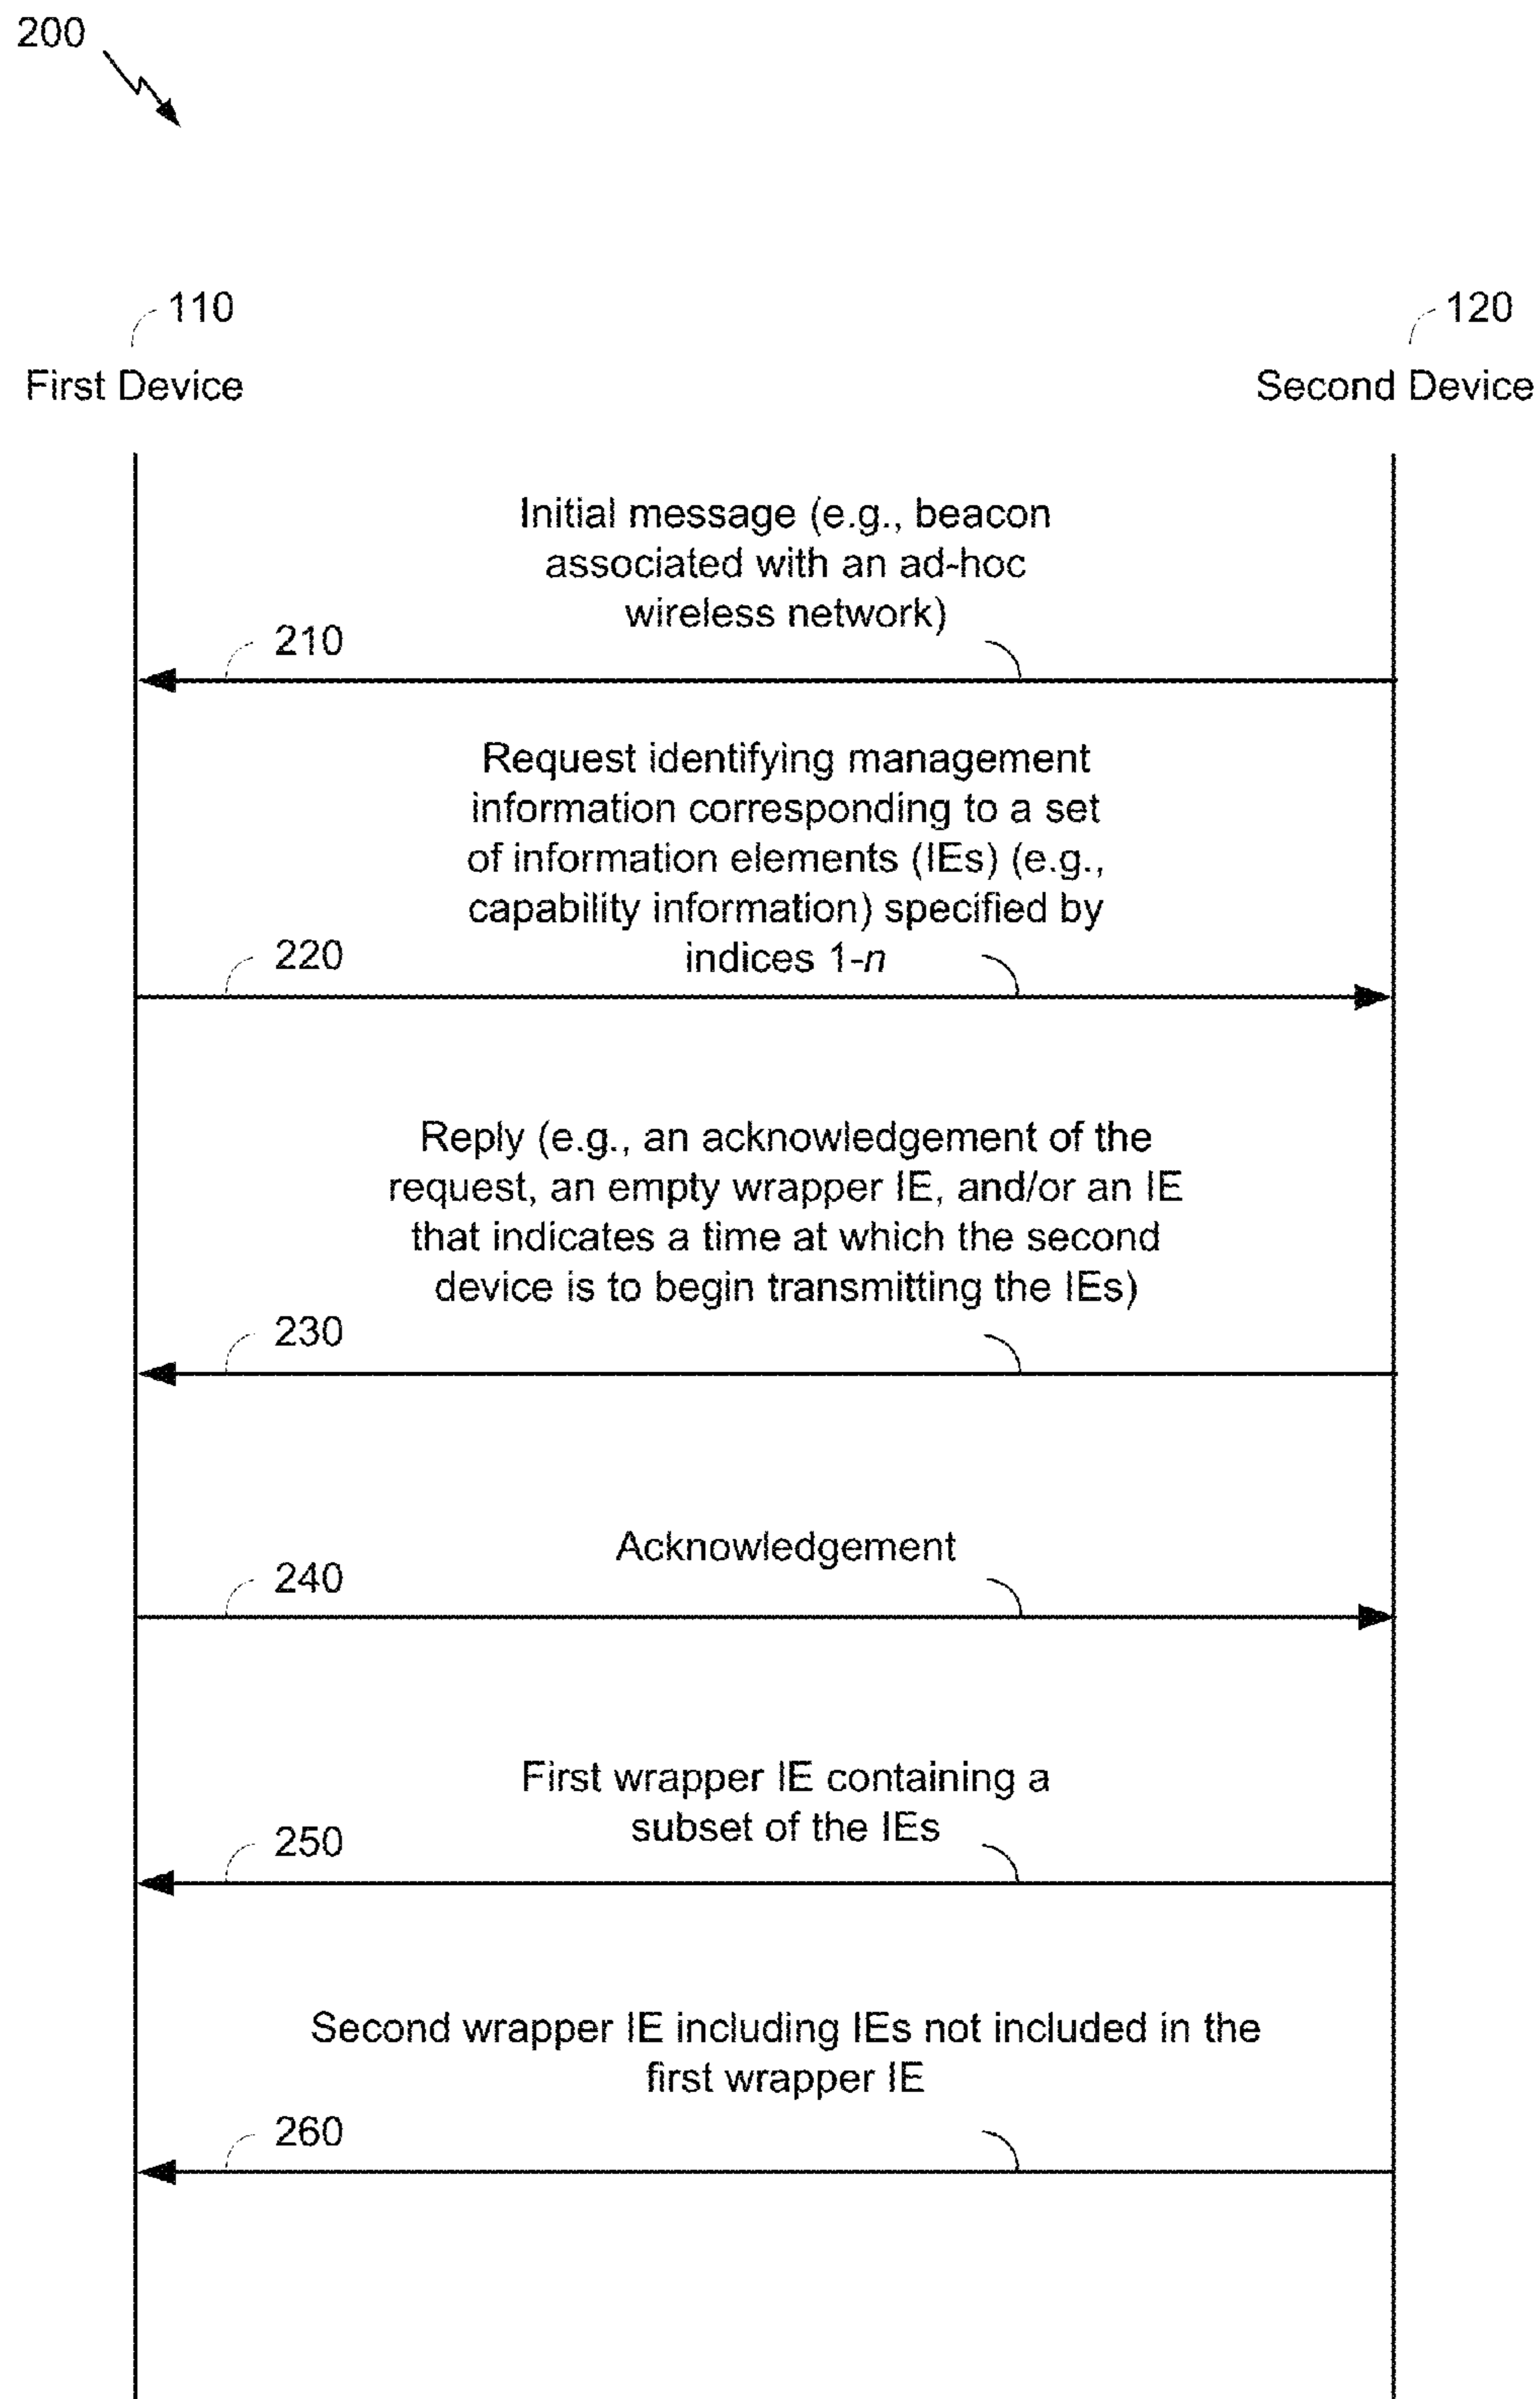 200
110
First Device
120
Second Device
Initial message (e.g., beacon
associated with an ad-hoc
wireless network)
210
Request identifying management
information corresponding to a set
of information elements (IEs) (e.g.,
capability information) specified by
indices 1-n
220
Reply (e.g., an acknowledgement of the
request, an empty wrapper IE, and/or an IE
that indicates a time at which the second
device is to begin transmitting the IEs)
230
Acknowledgement
240
First wrapper IE containing a
subset of the IEs
250
Second wrapper IE including IEs not included in the
first wrapper IE
260